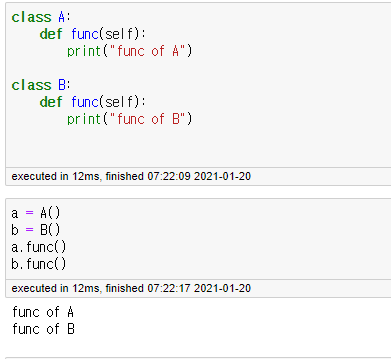 class A:
    def func(self):
        print("func of A")
class B:
    def func(self):
        print("func of B")
executed in 12ms, finished 07:22:09 2021-01-20
a = A()
b = B()
a.func()
b.func()
executed in 12ms, finished 07:22:17 2021-01-20
func of A
func of B